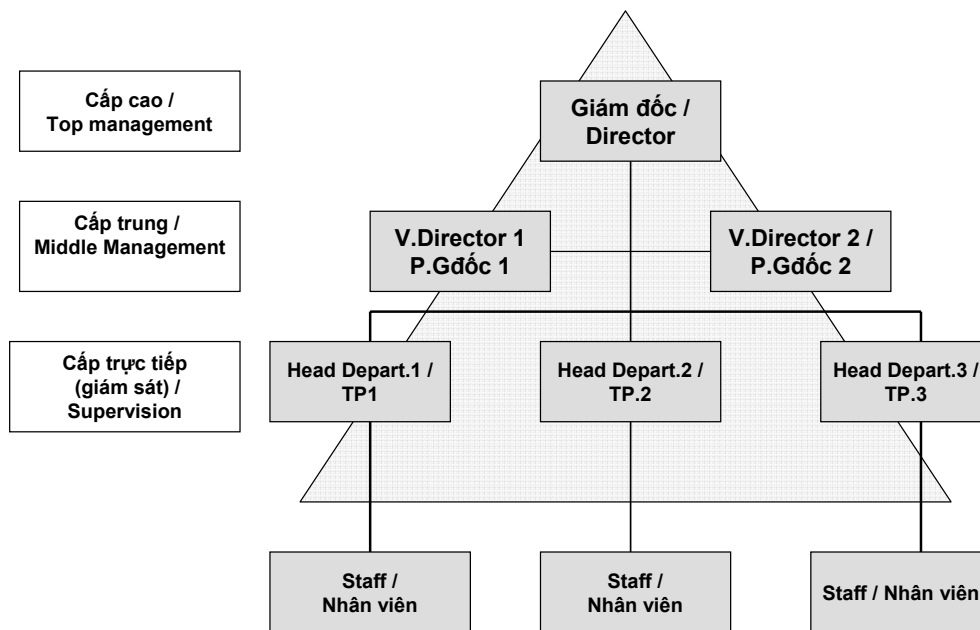 Cấp cao /
Top management
Giám đốc /
Director
Cấp trung /
Middle Management
V.Director 1
P.Gđốc 1
V.Director 2 /
P.Gđốc 2
Cấp trực tiếp
(giám sát) /
Supervision
Head Depart.1 /
TP1
Head Depart.2 /
TP.2
Head Depart.3 /
TP.3
Staff /
Nhân viên
Staff /
Nhân viên
Staff / Nhân viên